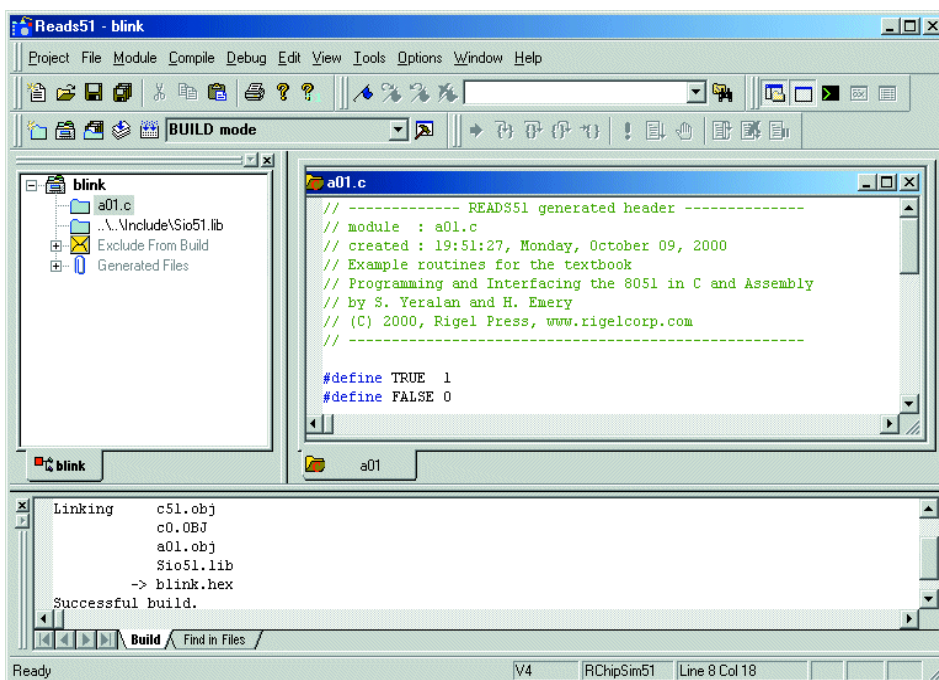 Reads51 - blink
Project File Module Compile Debug Edit View Tools Options Window Help
BUILD mode
blink
a01.c
..\..\Include\Sio51.lib
Exclude From Build
Generated Files
blink
a01.c
// ------------- READS51 generated header --------------
// module  : a01.c
// created : 19:51:27, Monday, October 09, 2000
// Example routines for the textbook
// Programming and Interfacing the 8051 in C and Assembly
// by S. Yeralan and H. Emery
// (C) 2000, Rigel Press, www.rigelcorp.com
// -----------------------------------------------------
#define TRUE  1
#define FALSE 0
a01
Linking     c51.obj
c0.OBJ
a01.obj
Sio51.lib
-> blink.hex
Successful build.
Build Find in Files
Ready V4 RChipSim51 Line 8 Col 18